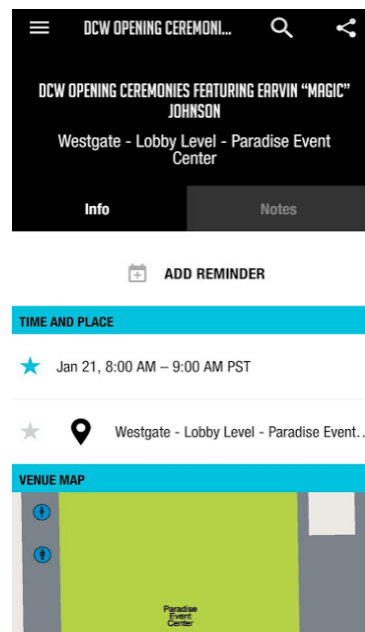 DCW OPENING CEREMONI...
DCW OPENING CEREMONIES FEATURING EARVIN “MAGIC”
JOHNSON
Westgate - Lobby Level - Paradise Event
Center
Info
Notes
ADD REMINDER
TIME AND PLACE
Jan 21, 8:00 AM – 9:00 AM PST
Westgate - Lobby Level - Paradise Event..
VENUE MAP
Paradise
Event
Center